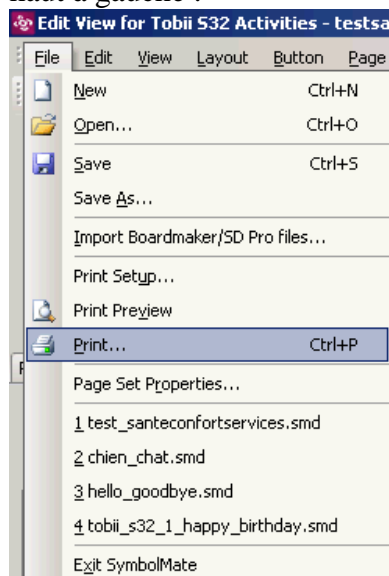 haut à gauche :
Edit View for Tobii S32 Activities - testsa
File Edit View Layout Button Page
New Ctrl+N
Open... Ctrl+O
Save Ctrl+S
Save As...
Import Boardmaker/SD Pro files...
Print Setup...
Print Preview
Print... Ctrl+P
Page Set Properties...
1 test_santeconfortservices.smd
2 chien_chat.smd
3 hello_goodbye.smd
4 tobii_s32_1_happy_birthday.smd
Exit SymbolMate